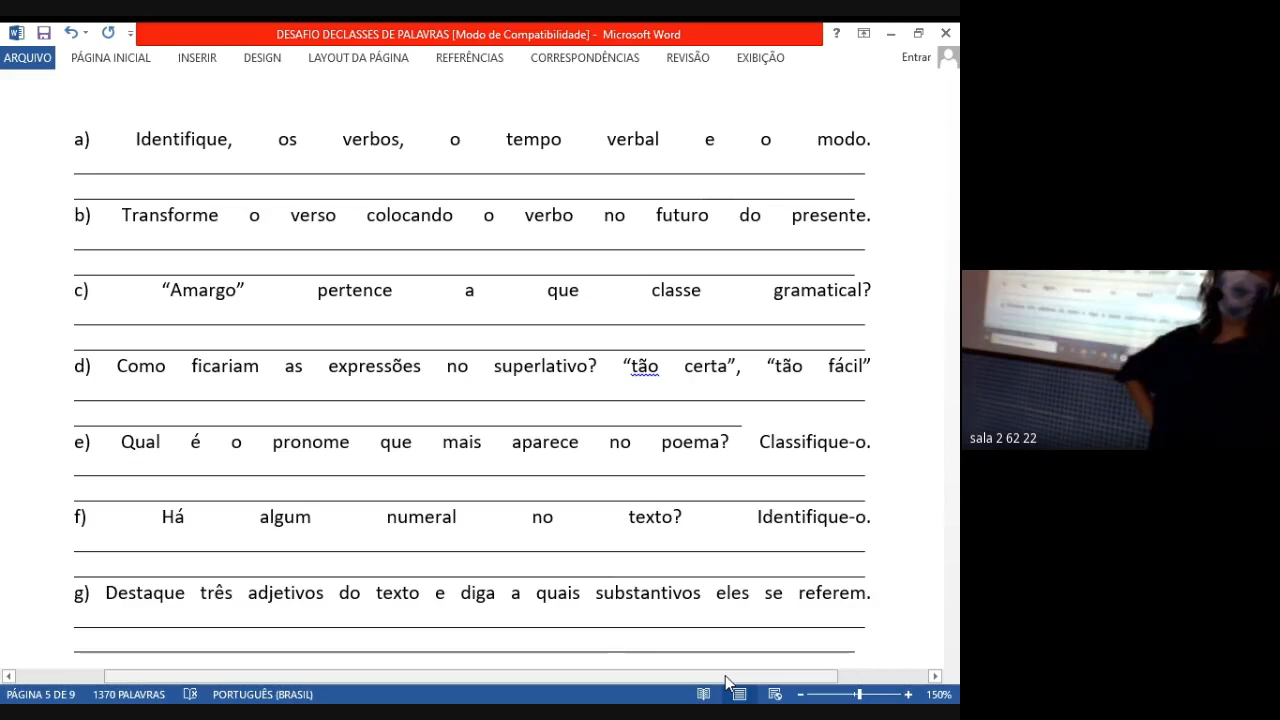 DESAFIO DECLASSES DE PALAVRAS [Modo de Compatibilidade] - Microsoft Word
?
ARQUIVO PÁGINA INICIAL INSERIR DESIGN LAYOUT DA PÁGINA REFERÊNCIAS CORRESPONDÊNCIAS REVISÃO EXIBIÇÃO Entrar
a) Identifique, os verbos, o tempo verbal e o modo.
b) Transforme o verso colocando o verbo no futuro do presente.
c) “Amargo” pertence a que classe gramatical?
d) Como ficariam as expressões no superlativo? “tão certa”, “tão fácil”
e) Qual é o pronome que mais aparece no poema? Classifique-o.
f) Há algum numeral no texto? Identifique-o.
g) Destaque três adjetivos do texto e diga a quais substantivos eles se referem.
PÁGINA 5 DE 9 1370 PALAVRAS PORTUGUÊS (BRASIL) 150%
sala 2 62 22